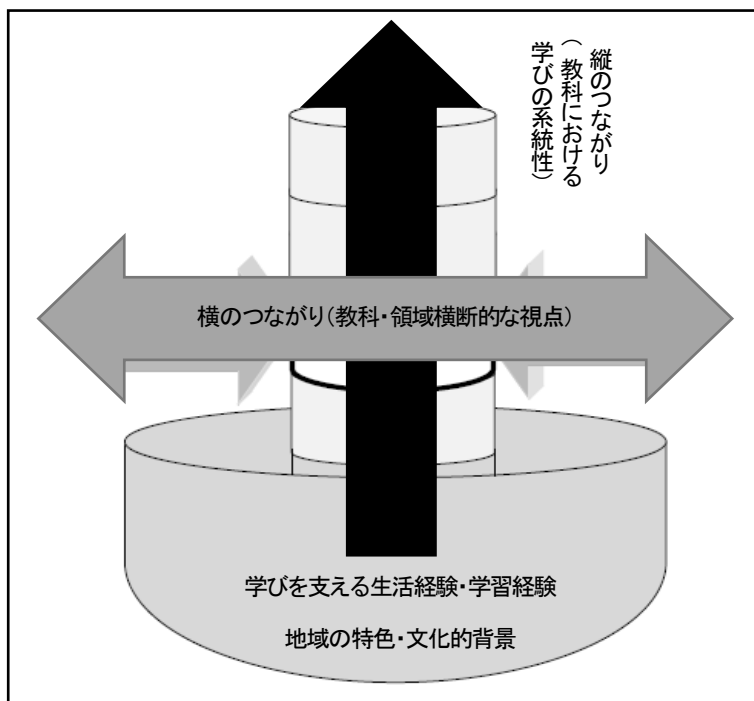 縦のつながり
(教科における
学びの系統性)
横のつながり(教科・領域横断的な視点)
学びを支える生活経験・学習経験
地域の特色・文化的背景